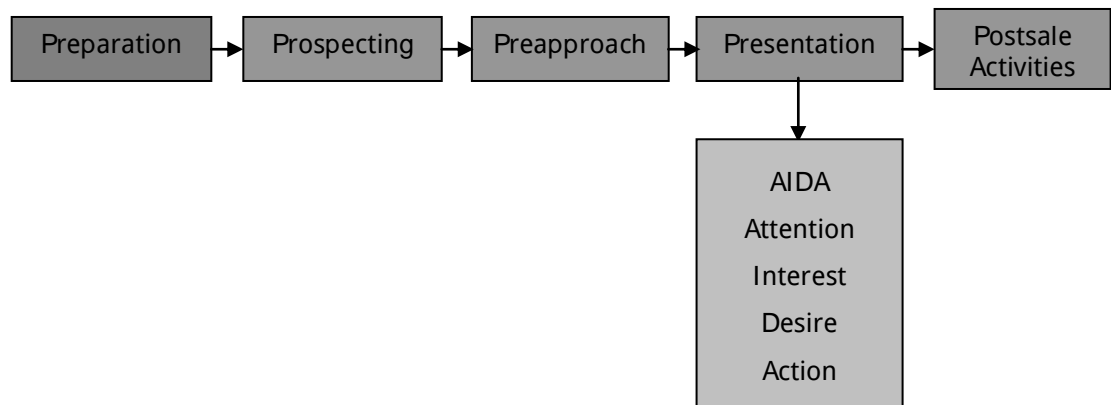 Preparation
Prospecting
Preapproach
Presentation
Postsale
Activities
AIDA
Attention
Interest
Desire
Action